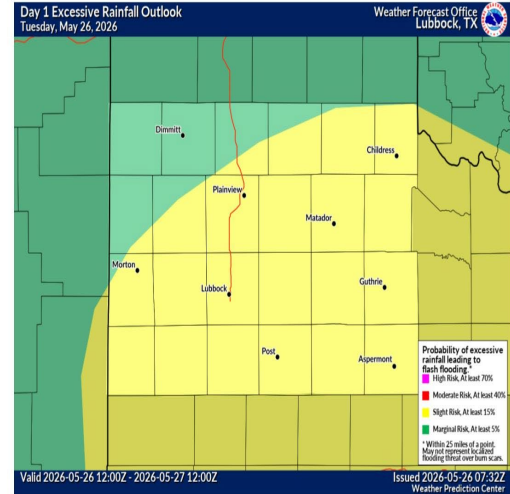 Day 1 Excessive Rainfall Outlook
Tuesday, May 26, 2026
Weather Forecast Office
Lubbock, TX
Dimmitt
Childress
Plainview
Matador
Morton
Lubbock
Guthrie
Post
Aspermont
Probability of excessive
rainfall leading to
flash flooding.*
High Risk, At least 70%
Moderate Risk, At least 40%
Slight Risk, At least 15%
Marginal Risk, At least 5%
* Within 25 miles of a point.
May not represent localized
flooding threat over burn scars.
Valid 2026-05-26 12:00Z - 2026-05-27 12:00Z
Issued 2026-05-26 07:32Z
Weather Prediction Center